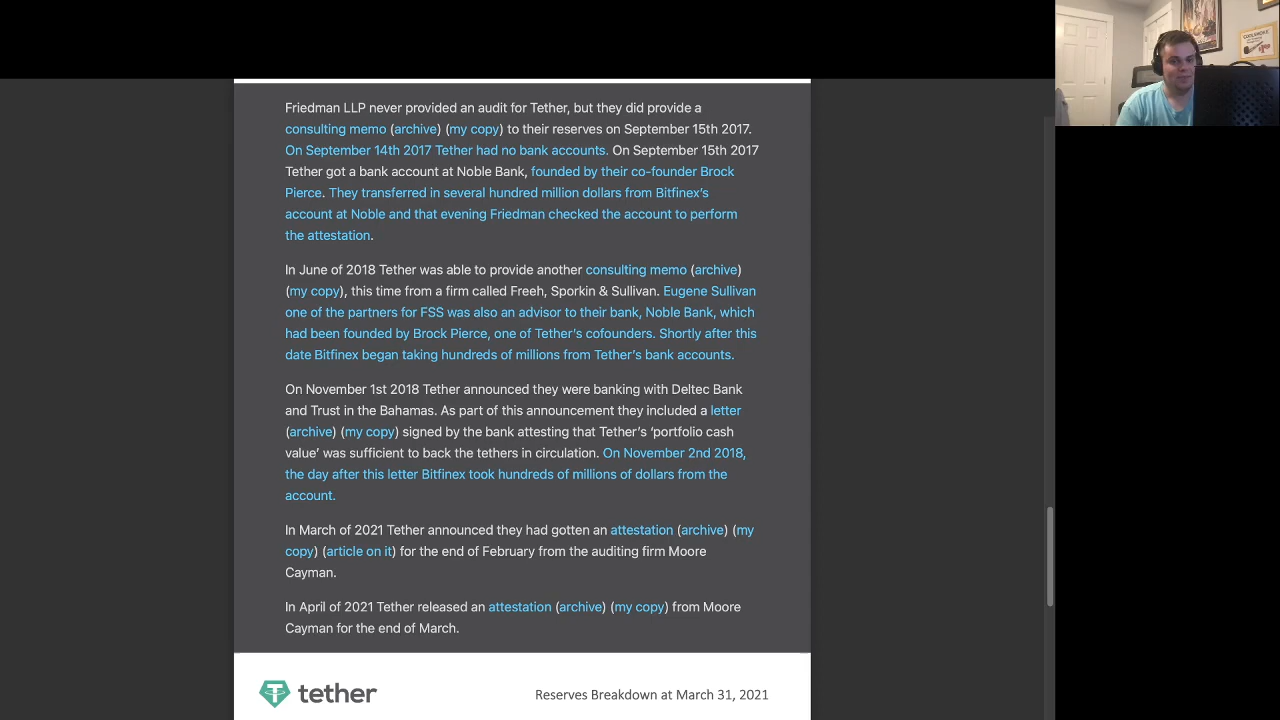 Friedman LLP never provided an audit for Tether, but they did provide a
consulting memo (archive) (my copy) to their reserves on September 15th 2017.
On September 14th 2017 Tether had no bank accounts. On September 15th 2017
Tether got a bank account at Noble Bank, founded by their co-founder Brock
Pierce. They transferred in several hundred million dollars from Bitfinex's
account at Noble and that evening Friedman checked the account to perform
the attestation.
In June of 2018 Tether was able to provide another consulting memo (archive)
(my copy), this time from a firm called Freeh, Sporkin & Sullivan. Eugene Sullivan
one of the partners for FSS was also an advisor to their bank, Noble Bank, which
had been founded by Brock Pierce, one of Tether's cofounders. Shortly after this
date Bitfinex began taking hundreds of millions from Tether's bank accounts.
On November 1st 2018 Tether announced they were banking with Deltec Bank
and Trust in the Bahamas. As part of this announcement they included a letter
(archive) (my copy) signed by the bank attesting that Tether's ‘portfolio cash
value’ was sufficient to back the tethers in circulation. On November 2nd 2018,
the day after this letter Bitfinex took hundreds of millions of dollars from the
account.
In March of 2021 Tether announced they had gotten an attestation (archive) (my
copy) (article on it) for the end of February from the auditing firm Moore
Cayman.
In April of 2021 Tether released an attestation (archive) (my copy) from Moore
Cayman for the end of March.
tether
Reserves Breakdown at March 31, 2021